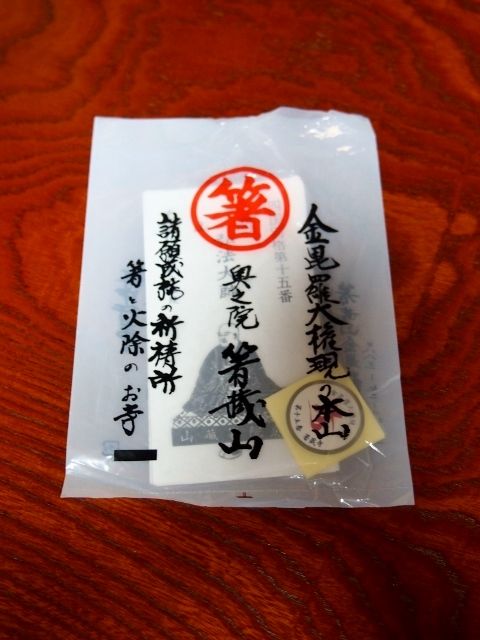 箸
金毘羅大権現の本山
奥之院 箸蔵山
諸願成就の祈祷所
箸と火除のお寺
第十五番